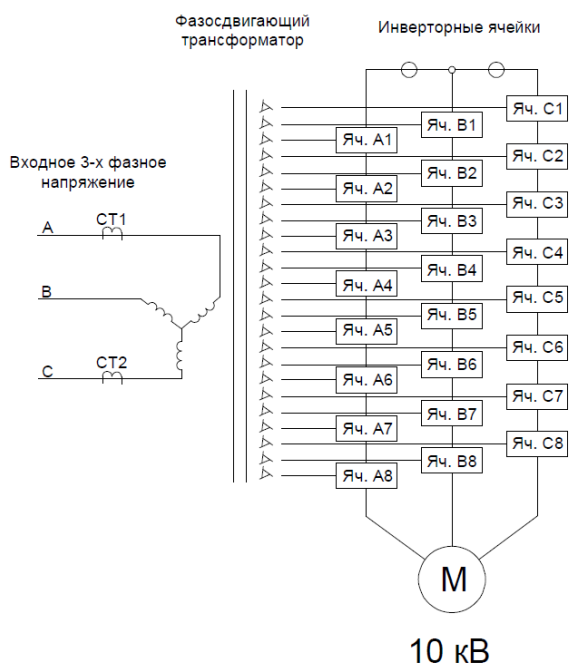 Фазосдвигающий
трансформатор
Инверторные ячейки
Яч. C1
Яч. B1
Яч. A1
Яч. C2
Входное 3-х фазное
напряжение
Яч. B2
Яч. A2
Яч. C3
A
CT1
Яч. B3
Яч. A3
Яч. C4
Яч. B4
Яч. A4
B
Яч. C5
Яч. B5
Яч. A5
Яч. C6
C
CT2
Яч. B6
Яч. A6
Яч. C7
Яч. B7
Яч. A7
Яч. C8
Яч. B8
Яч. A8
M
10 кВ